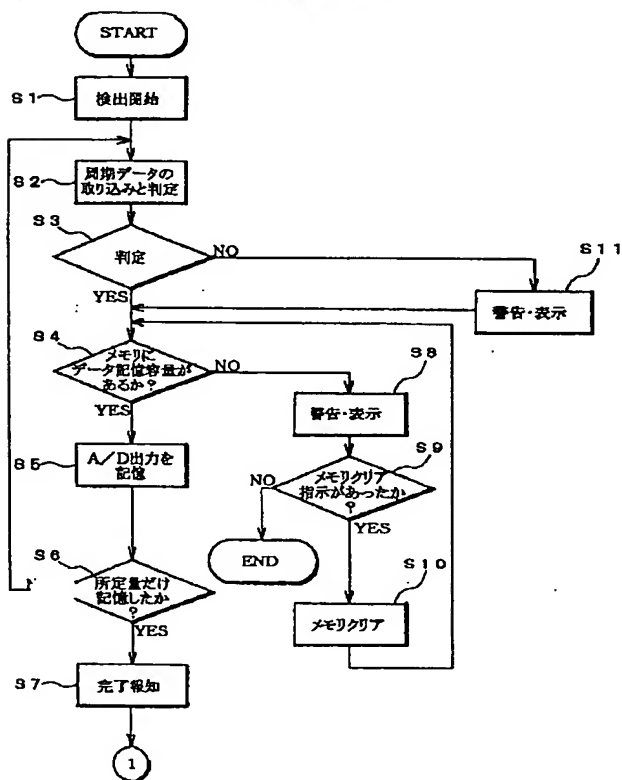 START
S1
検出開始
S2
周期データの
取り込みと判定
S3
判定
NO
YES
S11
警告・表示
S4
メモリに
データ記憶容量が
あるか?
NO
YES
S8
警告・表示
S5
A/D出力を
記憶
S9
メモリクリア
指示があったか
?
NO
YES
END
S6
所定量だけ
記憶したか
?
YES
S10
メモリクリア
S7
完了報知
1